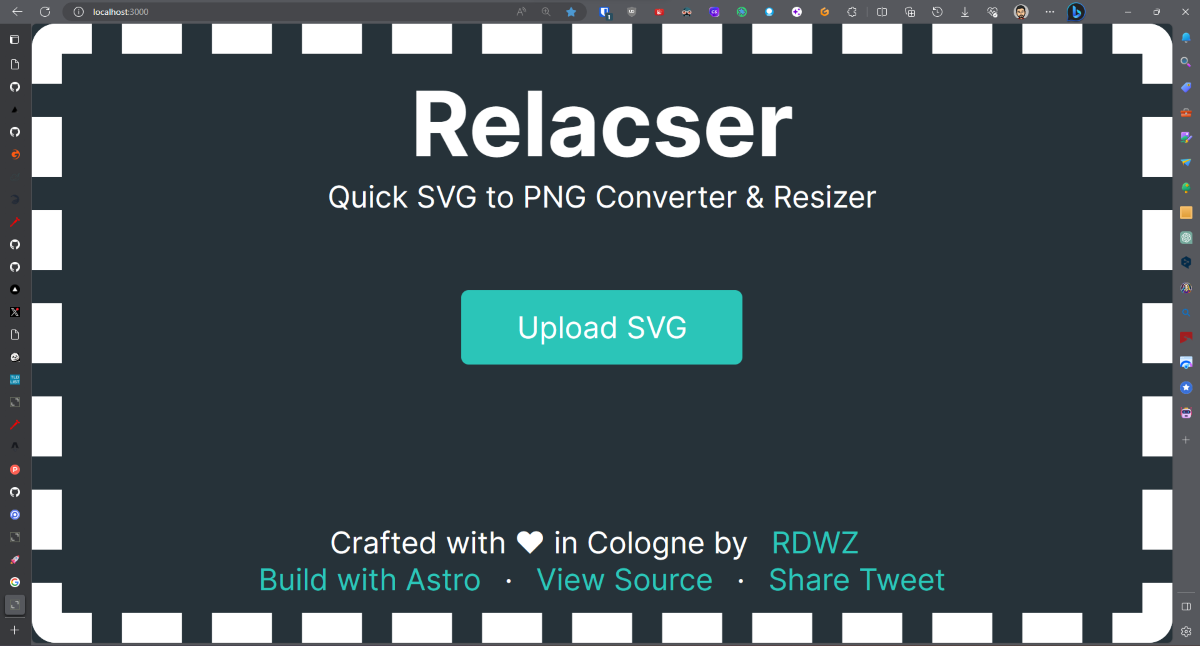 localhost:3000
Relacser
Quick SVG to PNG Converter & Resizer
Upload SVG
Crafted with ♥ in Cologne by RDWZ
Build with Astro · View Source · Share Tweet